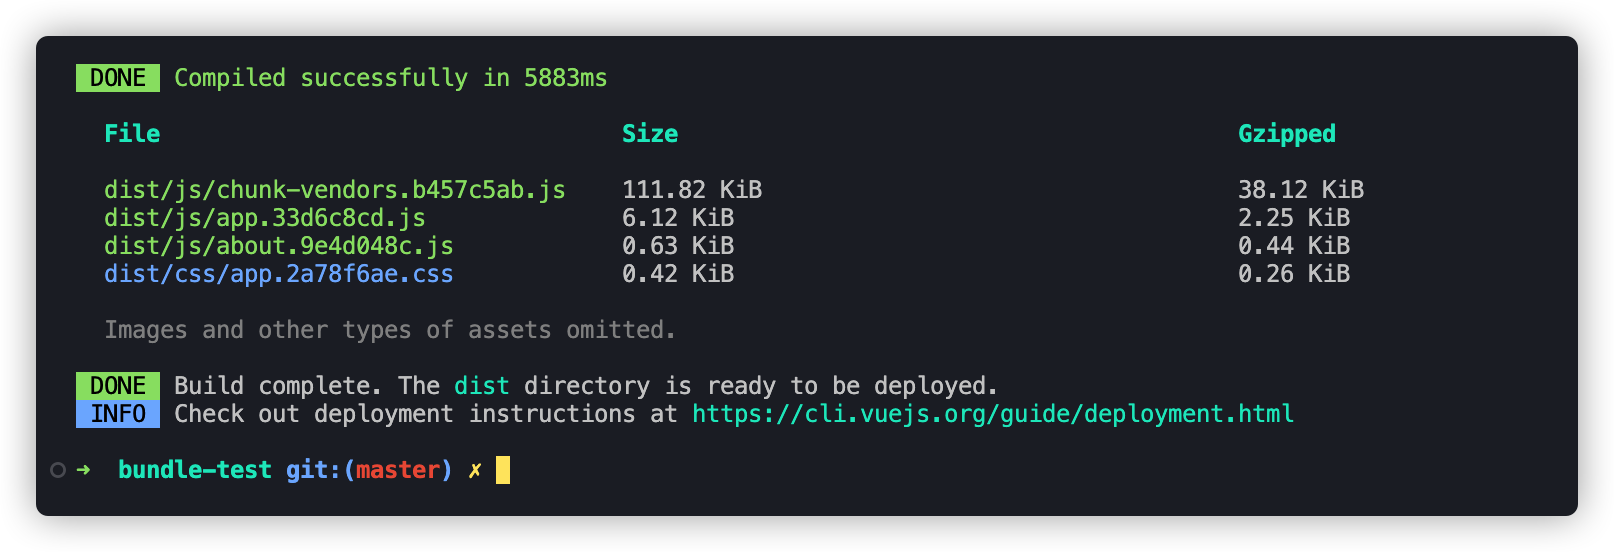 DONE Compiled successfully in 5883ms
File Size Gzipped
dist/js/chunk-vendors.b457c5ab.js 111.82 KiB 38.12 KiB
dist/js/app.33d6c8cd.js 6.12 KiB 2.25 KiB
dist/js/about.9e4d048c.js 0.63 KiB 0.44 KiB
dist/css/app.2a78f6ae.css 0.42 KiB 0.26 KiB
Images and other types of assets omitted.
DONE Build complete. The dist directory is ready to be deployed.
INFO Check out deployment instructions at https://cli.vuejs.org/guide/deployment.html
➜ bundle-test git:(master) ✗